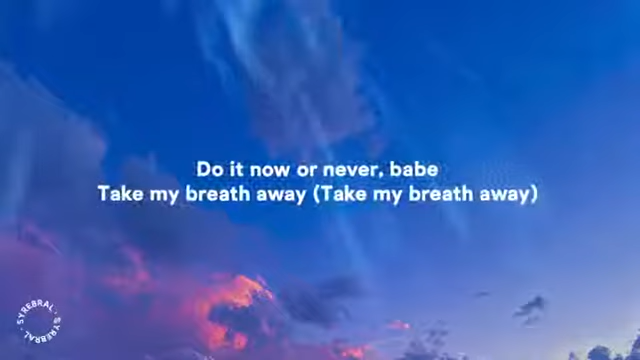 Do it now or never, babe
Take my breath away (Take my breath away)
SYREBRAL · SYREBRAL ·